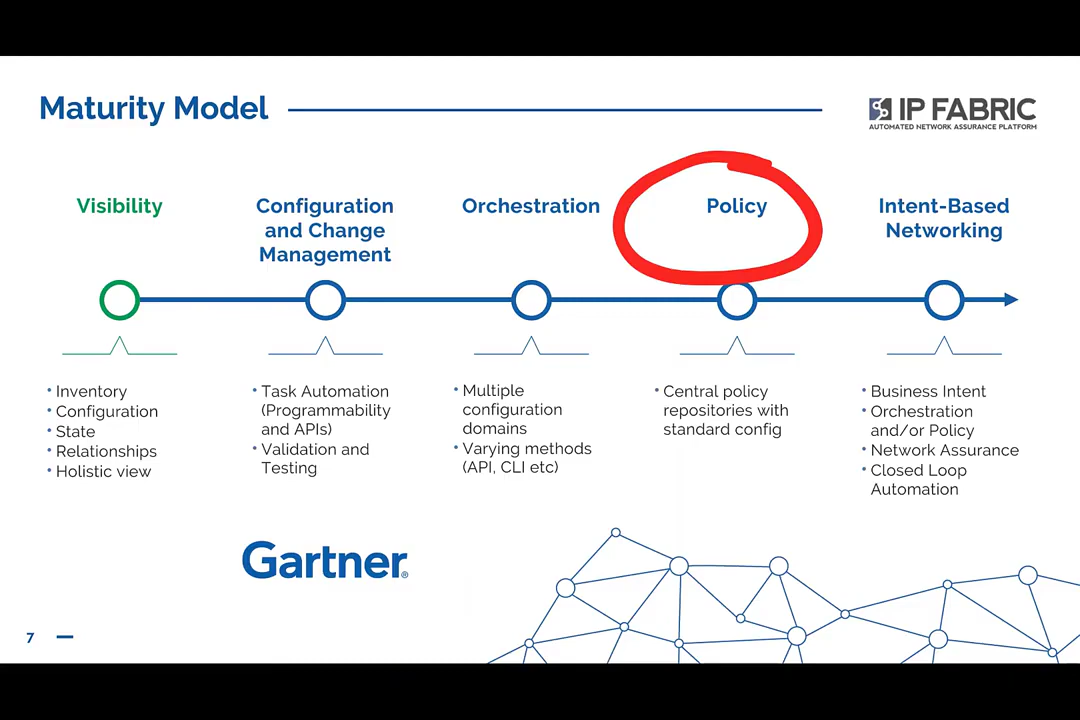 Maturity Model
IP FABRIC
AUTOMATED NETWORK ASSURANCE PLATFORM
Visibility
• Inventory
• Configuration
• State
• Relationships
• Holistic view
Configuration
and Change
Management
• Task Automation
(Programmability
and APIs)
• Validation and
Testing
Orchestration
• Multiple
configuration
domains
• Varying methods
(API, CLI etc)
Policy
• Central policy
repositories with
standard config
Intent-Based
Networking
• Business Intent
• Orchestration
and/or Policy
• Network Assurance
• Closed Loop
Automation
Gartner®
7